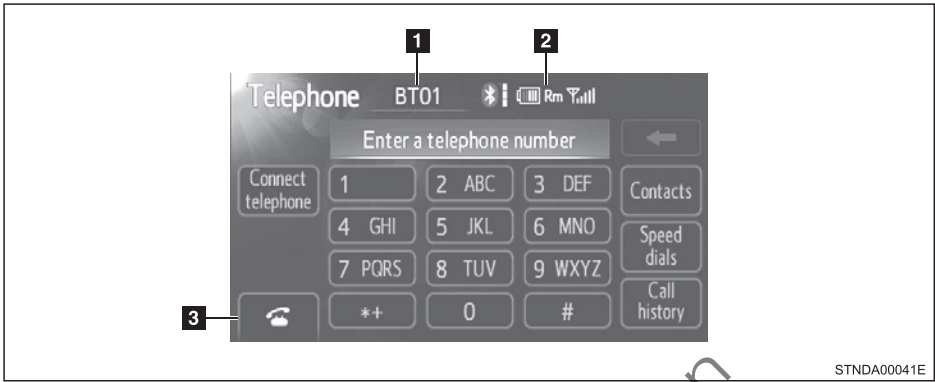 1
2
Telephone BT01 Rm
Enter a telephone number
Connect
telephone
1
2 ABC
3 DEF
Contacts
4 GHI
5 JKL
6 MNO
Speed
dials
7 PQRS
8 TUV
9 WXYZ
Call
history
3
*+
0
#
STNDA00041E